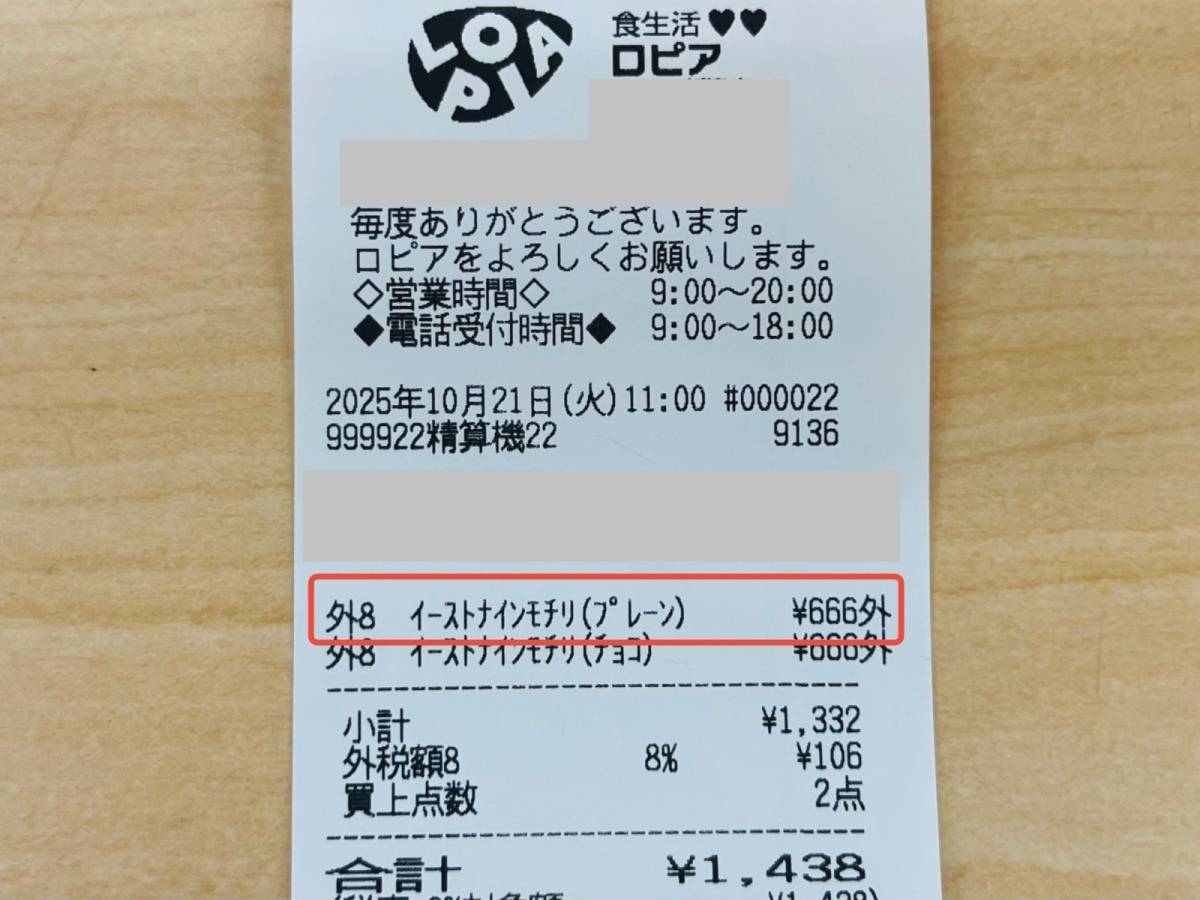 LOPIA
食生活♥♥
ロピア
毎度ありがとうございます。
ロピアをよろしくお願いします。
◇営業時間◇ 9:00〜20:00
◆電話受付時間◆ 9:00〜18:00
2025年10月21日(火)11:00 #000022
999922精算機22 9136
外8 ｲｰｽﾄﾅｲﾝﾓﾁﾘ(ﾌﾟﾚｰﾝ) ¥666外
外8 ｲｰｽﾄﾅｲﾝﾓﾁﾘ(ﾁｮｺ) ¥666外
小計 ¥1,332
外税額8 8% ¥106
買上点数 2点
合計 ¥1,438